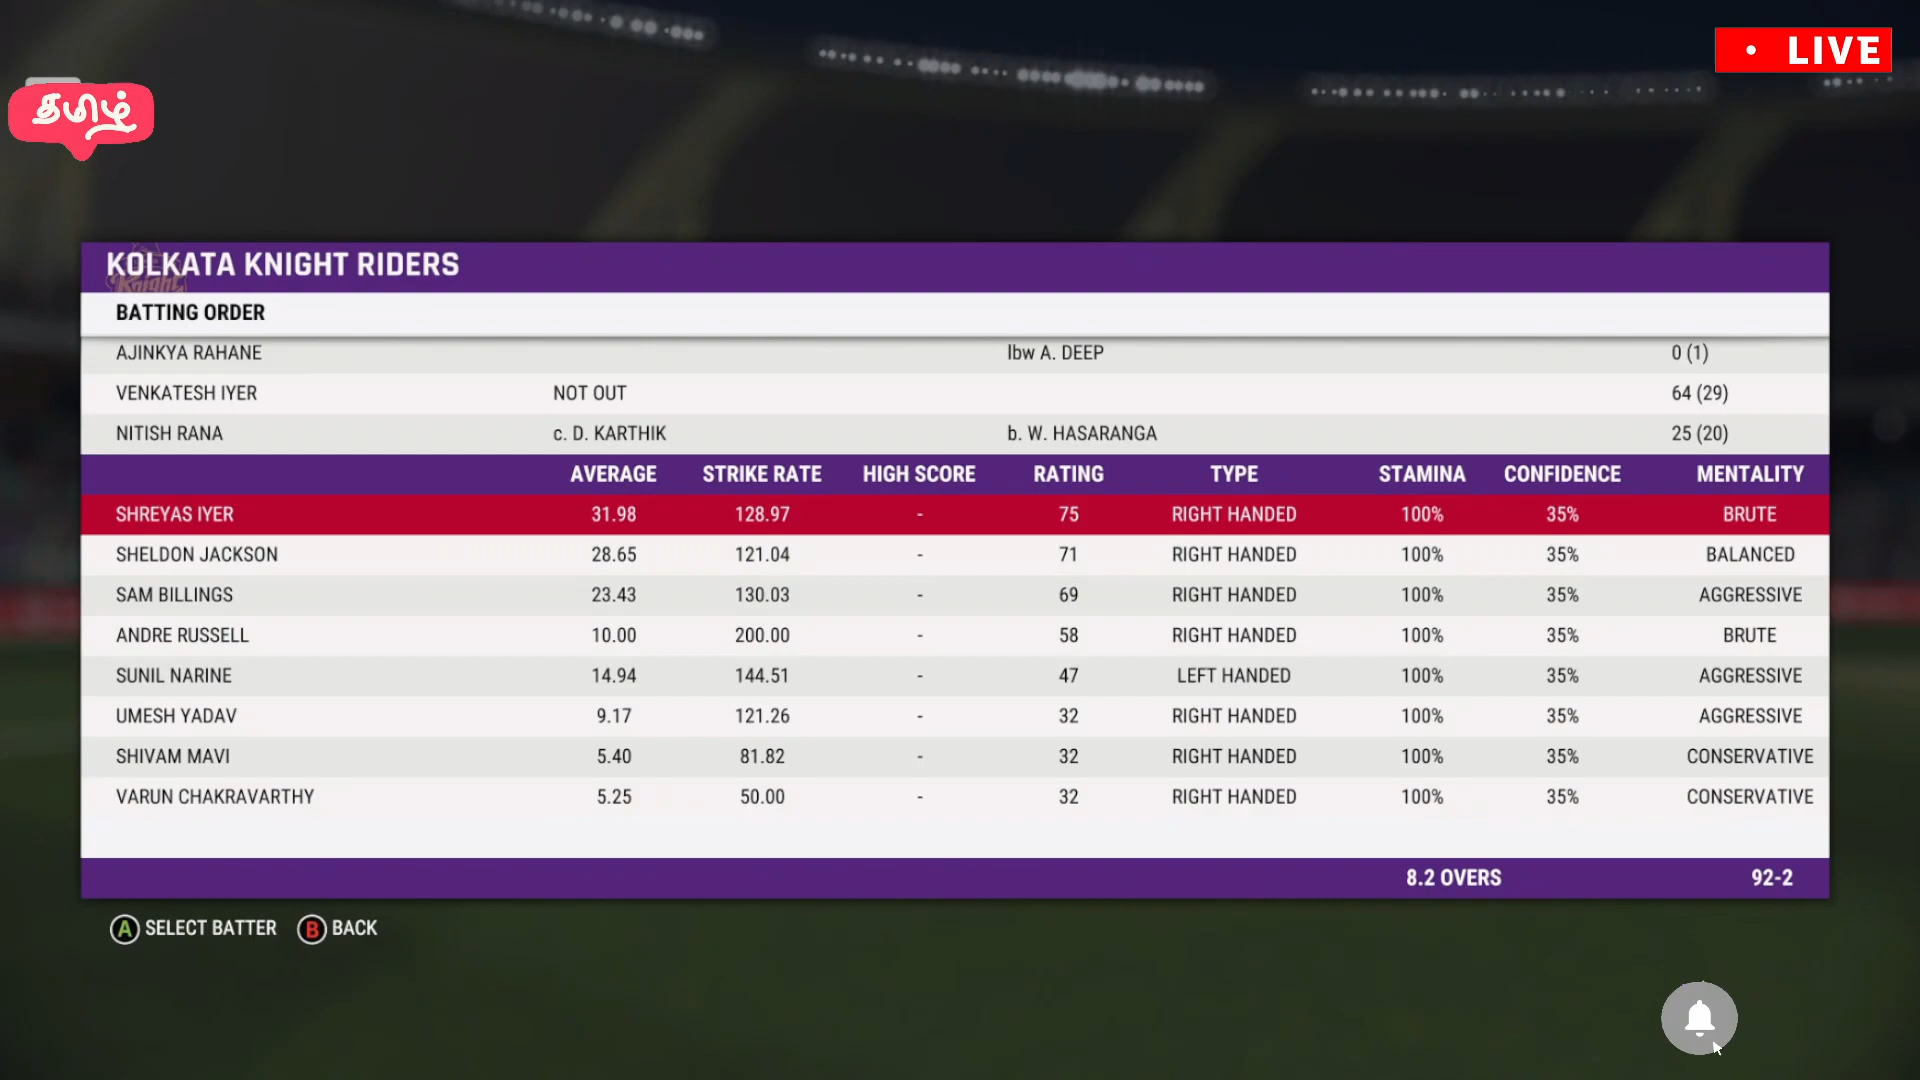 LIVE
தமிழ்
KOLKATA KNIGHT RIDERS
Knight
BATTING ORDER
AJINKYA RAHANE lbw A. DEEP 0 (1)
VENKATESH IYER NOT OUT 64 (29)
NITISH RANA c. D. KARTHIK b. W. HASARANGA 25 (20)
AVERAGE STRIKE RATE HIGH SCORE RATING TYPE STAMINA CONFIDENCE MENTALITY
SHREYAS IYER 31.98 128.97 - 75 RIGHT HANDED 100% 35% BRUTE
SHELDON JACKSON 28.65 121.04 - 71 RIGHT HANDED 100% 35% BALANCED
SAM BILLINGS 23.43 130.03 - 69 RIGHT HANDED 100% 35% AGGRESSIVE
ANDRE RUSSELL 10.00 200.00 - 58 RIGHT HANDED 100% 35% BRUTE
SUNIL NARINE 14.94 144.51 - 47 LEFT HANDED 100% 35% AGGRESSIVE
UMESH YADAV 9.17 121.26 - 32 RIGHT HANDED 100% 35% AGGRESSIVE
SHIVAM MAVI 5.40 81.82 - 32 RIGHT HANDED 100% 35% CONSERVATIVE
VARUN CHAKRAVARTHY 5.25 50.00 - 32 RIGHT HANDED 100% 35% CONSERVATIVE
8.2 OVERS 92-2
A SELECT BATTER B BACK